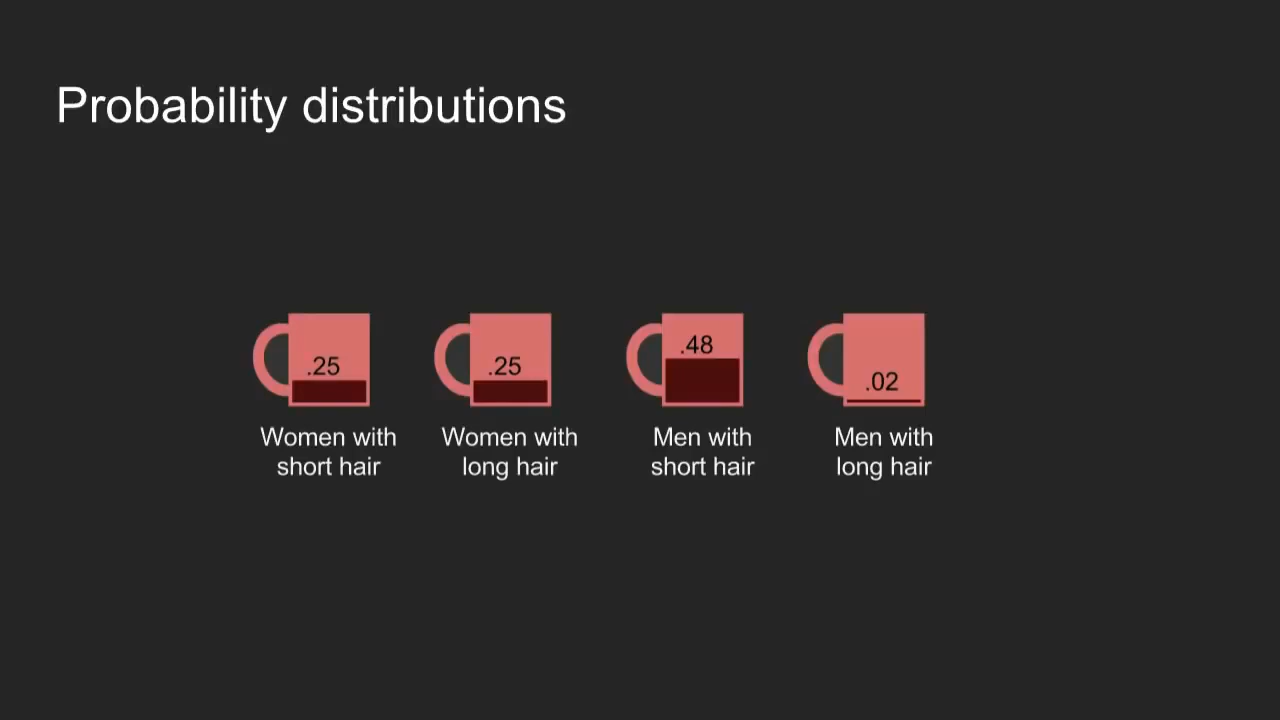 Probability distributions
.25
.25
.48
.02
Women with
short hair
Women with
long hair
Men with
short hair
Men with
long hair